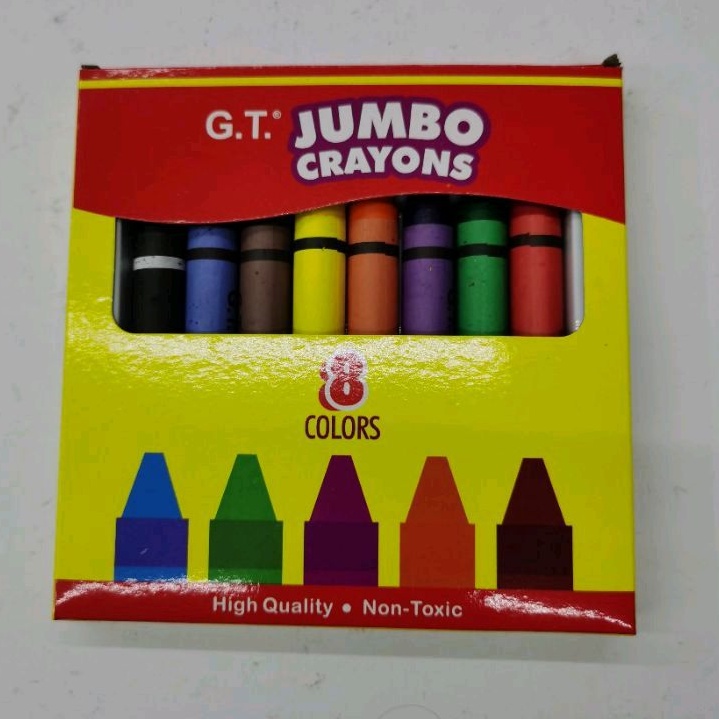 G.T.® JUMBO
CRAYONS
8
COLORS
High Quality • Non-Toxic